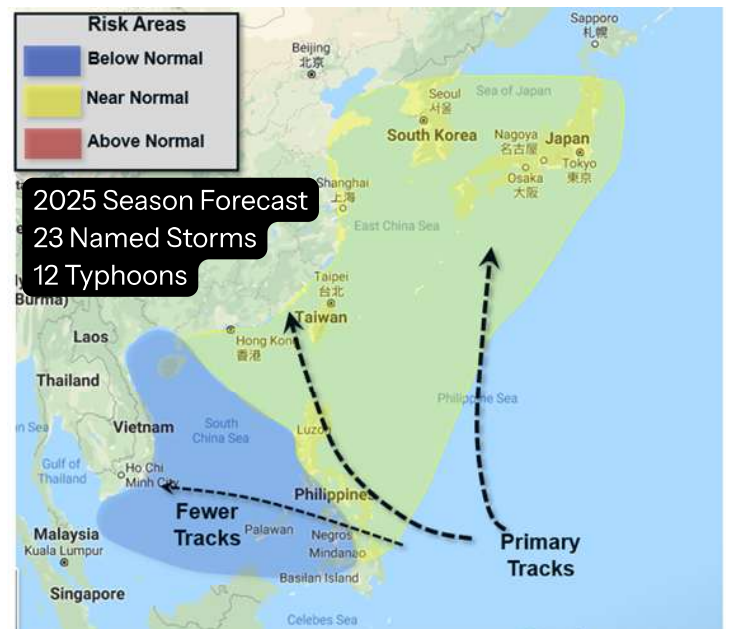 Risk Areas
Below Normal
Near Normal
Above Normal
2025 Season Forecast
23 Named Storms
12 Typhoons
Sapporo
札幌
Beijing
北京
Seoul
서울
Sea of Japan
South Korea
Nagoya
名古屋
Japan
Tokyo
東京
Osaka
大阪
Shanghai
上海
East China Sea
Burma)
Taipei
台北
Taiwan
Hong Kong
香港
Laos
Thailand
Philippine Sea
Vietnam
South
China Sea
Luzon
Gulf of
Thailand
Ho Chi
Minh City
Philippines
Fewer
Tracks
Palawan
Negros
Mindanao
Primary
Tracks
Malaysia
Kuala Lumpur
Basilan Island
Singapore
Celebes Sea